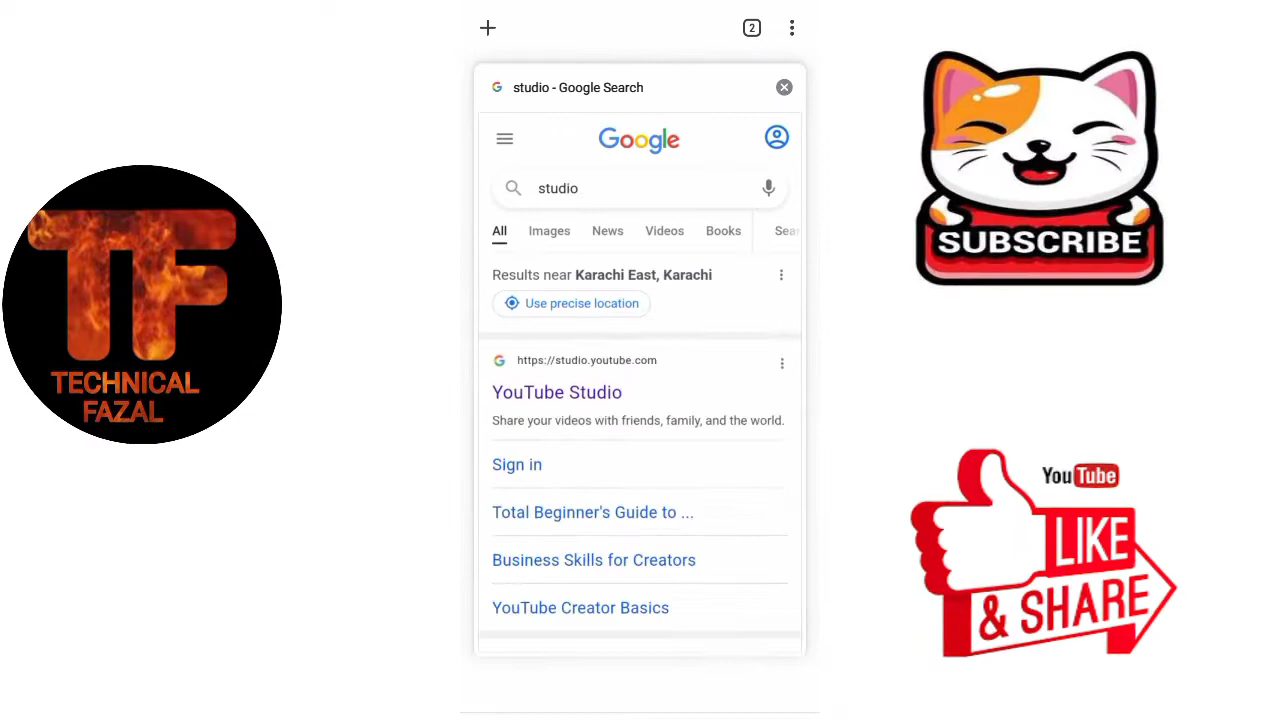 TECHNICAL
FAZAL
TF
2
studio - Google Search
Google
studio
All Images News Videos Books Sea
Results near Karachi East, Karachi
Use precise location
https://studio.youtube.com
YouTube Studio
Share your videos with friends, family, and the world.
Sign in
Total Beginner's Guide to ...
Business Skills for Creators
YouTube Creator Basics
SUBSCRIBE
YouTube
LIKE
& SHARE